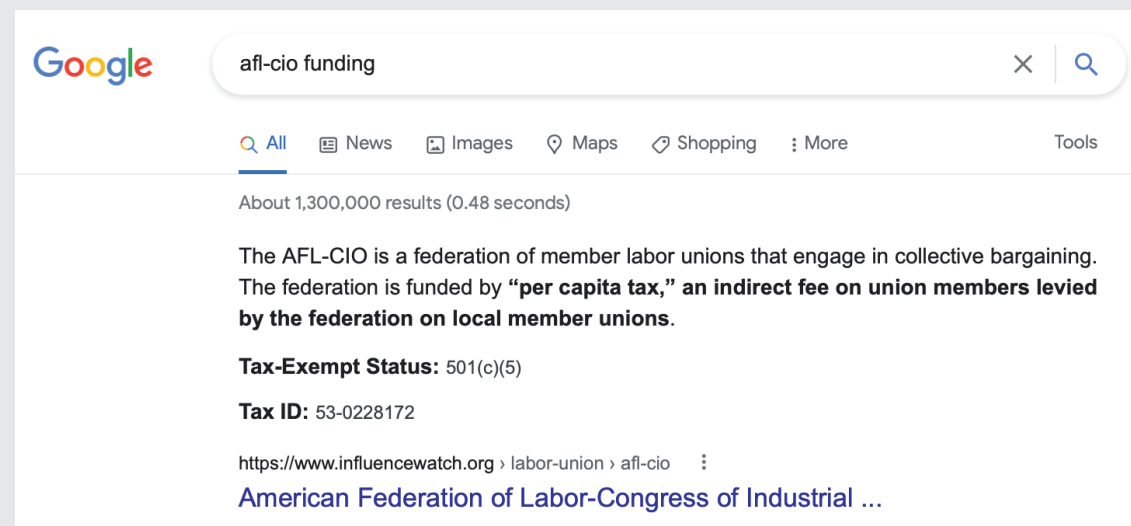 Google
afl-cio funding
All News Images Maps Shopping More Tools
About 1,300,000 results (0.48 seconds)
The AFL-CIO is a federation of member labor unions that engage in collective bargaining.
The federation is funded by “per capita tax,” an indirect fee on union members levied
by the federation on local member unions.
Tax-Exempt Status: 501(c)(5)
Tax ID: 53-0228172
https://www.influencewatch.org › labor-union › afl-cio
American Federation of Labor-Congress of Industrial ...